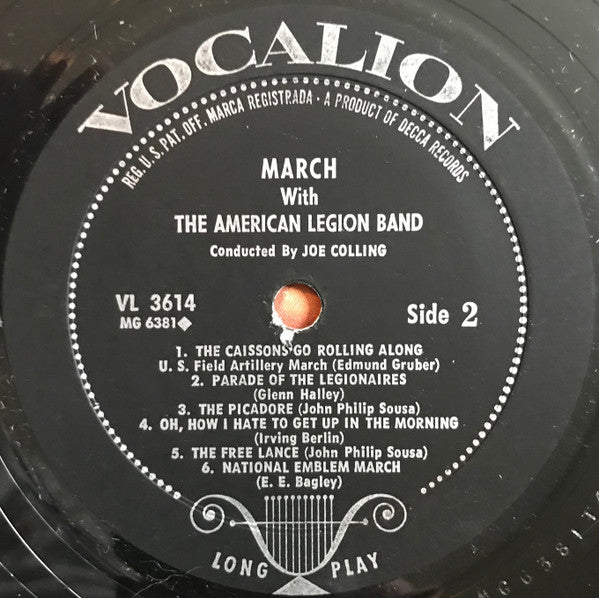 VOCALION
REG. U. S. PAT. OFF. MARCA REGISTRADA • A PRODUCT OF DECCA RECORDS
MARCH
With
THE AMERICAN LEGION BAND
Conducted By JOE COLLING
VL 3614
MG 6381◆
Side 2
1. THE CAISSONS GO ROLLING ALONG
U. S. Field Artillery March (Edmund Gruber)
2. PARADE OF THE LEGIONAIRES
(Glenn Halley)
3. THE PICADORE (John Philip Sousa)
4. OH, HOW I HATE TO GET UP IN THE MORNING
(Irving Berlin)
5. THE FREE LANCE (John Philip Sousa)
6. NATIONAL EMBLEM MARCH
(E. E. Bagley)
LONG PLAY